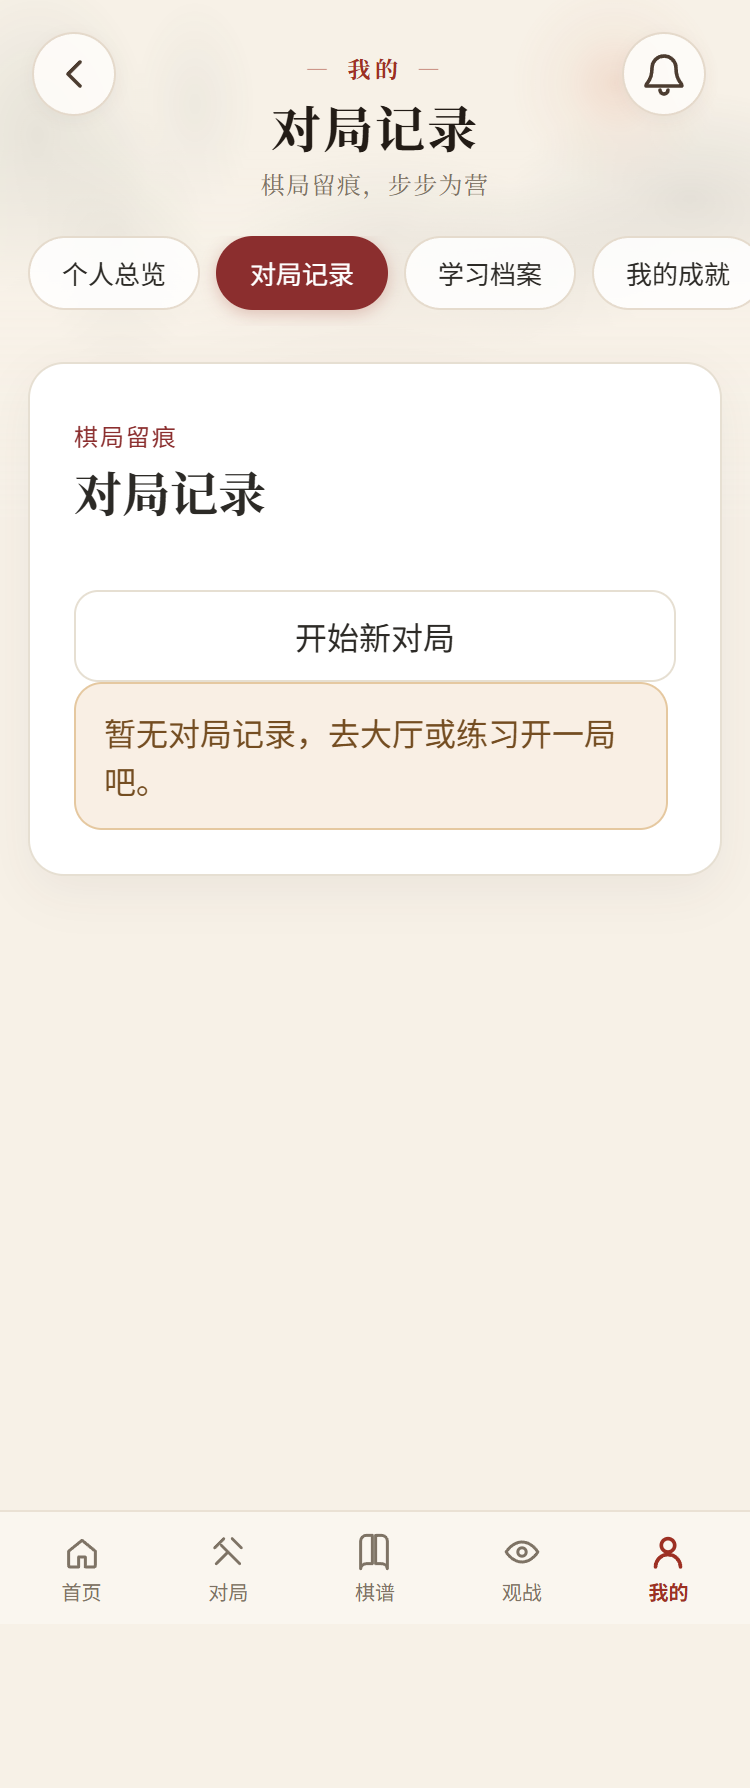 — 我的 —
对局记录
棋局留痕，步步为营
个人总览 对局记录 学习档案 我的成就
棋局留痕
对局记录
开始新对局
暂无对局记录，去大厅或练习开一局
吧。
首页 对局 棋谱 观战 我的